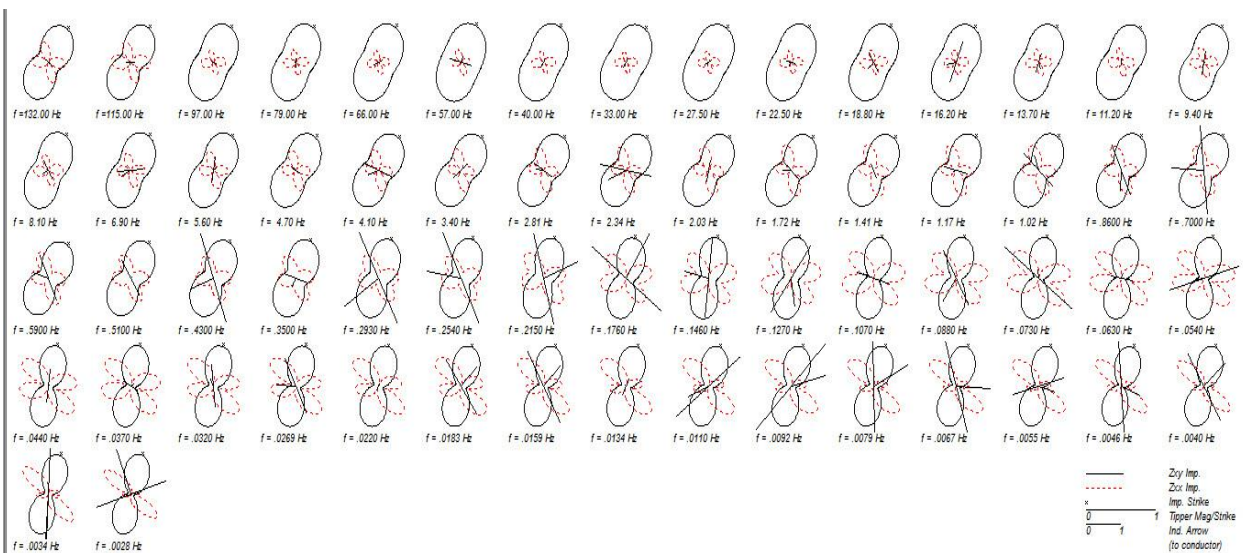 f =132.00 Hz f =115.00 Hz f = 97.00 Hz f = 79.00 Hz f = 66.00 Hz f = 57.00 Hz f = 40.00 Hz f = 33.00 Hz f = 27.50 Hz f = 22.50 Hz f = 18.80 Hz f = 16.20 Hz f = 13.70 Hz f = 11.20 Hz f = 9.40 Hz
f = 8.10 Hz f = 6.90 Hz f = 5.60 Hz f = 4.70 Hz f = 4.10 Hz f = 3.40 Hz f = 2.81 Hz f = 2.34 Hz f = 2.03 Hz f = 1.72 Hz f = 1.41 Hz f = 1.17 Hz f = 1.02 Hz f = .8600 Hz f = .7000 Hz
f = .5900 Hz f = .5100 Hz f = .4300 Hz f = .3500 Hz f = .2930 Hz f = .2540 Hz f = .2150 Hz f = .1760 Hz f = .1460 Hz f = .1270 Hz f = .1070 Hz f = .0880 Hz f = .0730 Hz f = .0630 Hz f = .0540 Hz
f = .0440 Hz f = .0370 Hz f = .0320 Hz f = .0269 Hz f = .0220 Hz f = .0183 Hz f = .0159 Hz f = .0134 Hz f = .0110 Hz f = .0092 Hz f = .0079 Hz f = .0067 Hz f = .0055 Hz f = .0046 Hz f = .0040 Hz
f = .0034 Hz f = .0028 Hz
Zxy Imp.
Zxx Imp.
x Imp. Strike
0 1 Tipper Mag/Strike
0 1 Ind. Arrow
(to conductor)